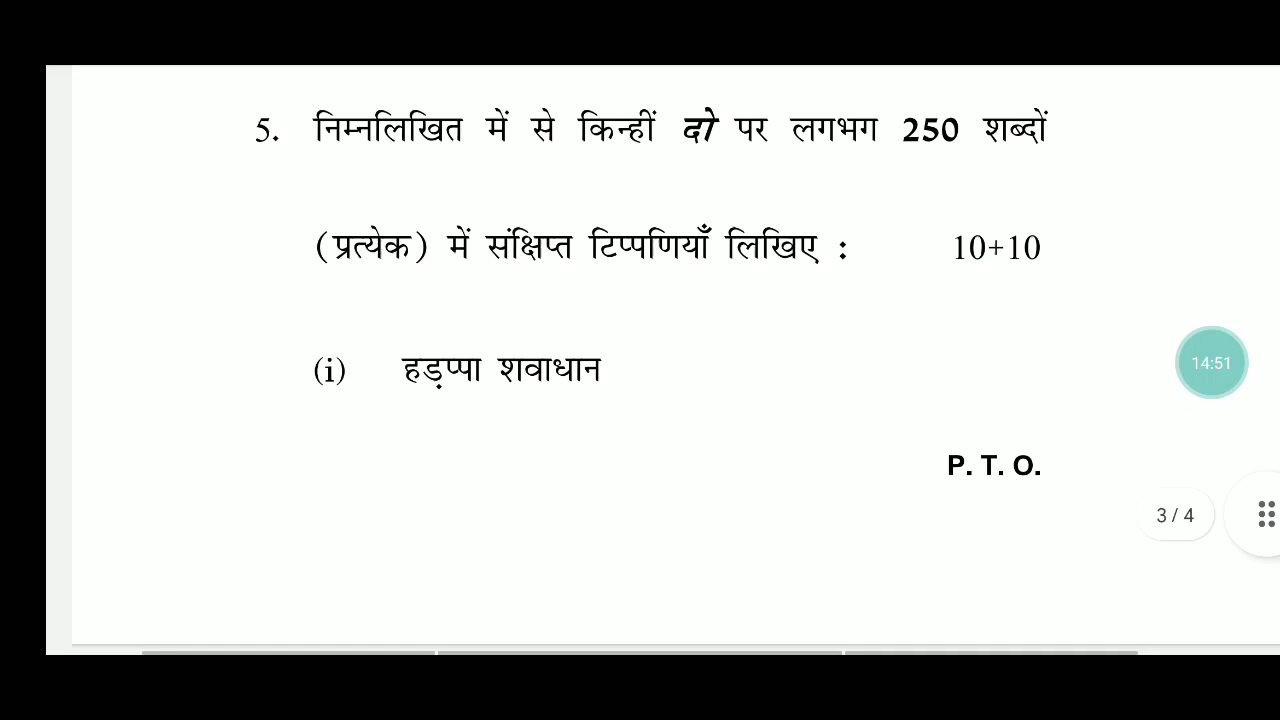 5. निम्नलिखित में से किन्हीं दो पर लगभग 250 शब्दों
(प्रत्येक) में संक्षिप्त टिप्पणियाँ लिखिए : 10+10
(i) हड़प्पा शवाधान
14:51
P. T. O.
3 / 4